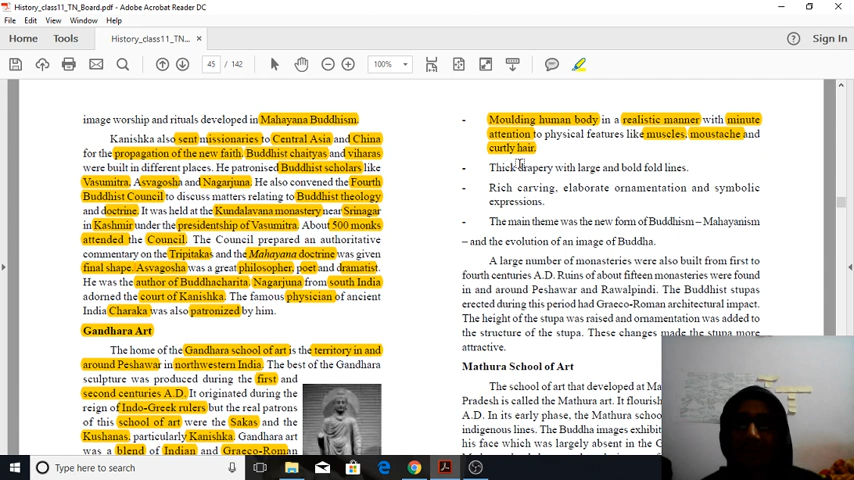 History_class11_TN_Board.pdf - Adobe Acrobat Reader DC
File Edit View Window Help
Home Tools History_class11_TN... × Sign In
45 / 142 100%
image worship and rituals developed in Mahayana Buddhism.
Kanishka also sent missionaries to Central Asia and China
for the propagation of the new faith. Buddhist chaityas and viharas
were built in different places. He patronised Buddhist scholars like
Vasumitra, Asvagosha and Nagarjuna. He also convened the Fourth
Buddhist Council to discuss matters relating to Buddhist theology
and doctrine. It was held at the Kundalavana monastery near Srinagar
in Kashmir under the presidentship of Vasumitra. About 500 monks
attended the Council. The Council prepared an authoritative
commentary on the Tripitakas and the Mahayana doctrine was given
final shape. Asvagosha was a great philosopher, poet and dramatist.
He was the author of Buddhacharita. Nagarjuna from south India
adorned the court of Kanishka. The famous physician of ancient
India Charaka was also patronized by him.
Gandhara Art
The home of the Gandhara school of art is the territory in and
around Peshawar in northwestern India. The best of the Gandhara
sculpture was produced during the first and
second centuries A.D. It originated during the
reign of Indo-Greek rulers but the real patrons
of this school of art were the Sakas and the
Kushanas, particularly Kanishka. Gandhara art
was a blend of Indian and Graeco-Roman
- Moulding human body in a realistic manner with minute
attention to physical features like muscles, moustache and
curtly hair.
- Thick drapery with large and bold fold lines.
- Rich carving, elaborate ornamentation and symbolic
expressions.
- The main theme was the new form of Buddhism – Mahayanism
– and the evolution of an image of Buddha.
A large number of monasteries were also built from first to
fourth centuries A.D. Ruins of about fifteen monasteries were found
in and around Peshawar and Rawalpindi. The Buddhist stupas
erected during this period had Graeco-Roman architectural impact.
The height of the stupa was raised and ornamentation was added to
the structure of the stupa. These changes made the stupa more
attractive.
Mathura School of Art
The school of art that developed at Ma
Pradesh is called the Mathura art. It flourish
A.D. In its early phase, the Mathura schoo
indigenous lines. The Buddha images exhibi
his face which was largely absent in the G
Type here to search